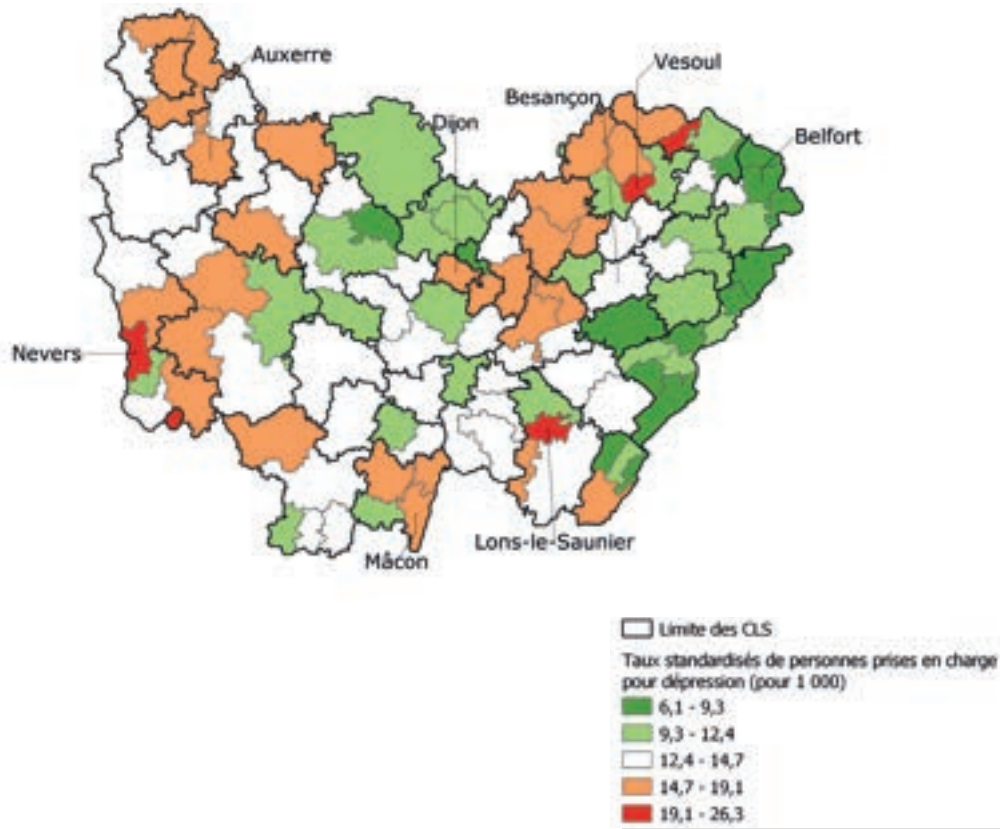 Auxerre
Vesoul
Besançon
Dijon
Belfort
Nevers
Lons-le-Saunier
Mâcon
Limite des CLS
Taux standardisés de personnes prises en charge
pour dépression (pour 1 000)
6,1 - 9,3
9,3 - 12,4
12,4 - 14,7
14,7 - 19,1
19,1 - 26,3